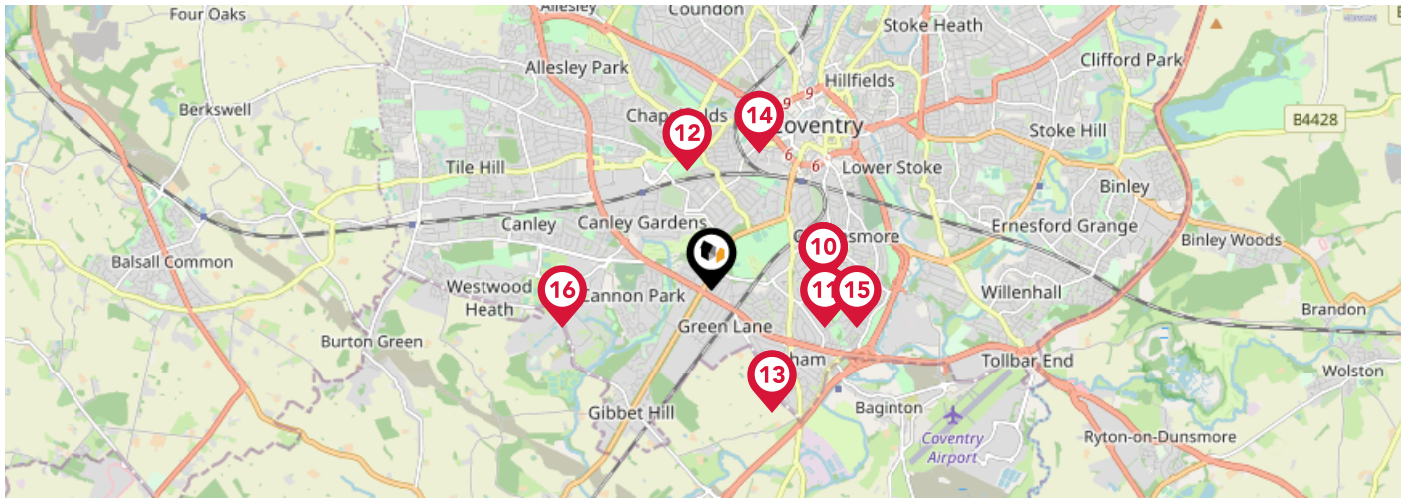 Four Oaks
Allesley
Coundon
Stoke Heath
Clifford Park
Allesley Park
Hillfields
Berkswell
9
9
12
14
Coventry
B4428
Stoke Hill
Tile Hill
6
6
Lower Stoke
Binley
Canley
Canley Gardens
10
Ernesford Grange
Binley Woods
Balsall Common
Westwood
Heath
16
Cannon Park
11
15
Willenhall
Brandon
Green Lane
Burton Green
Tollbar End
13
Wolston
Gibbet Hill
Baginton
Coventry
Airport
Ryton-on-Dunsmore